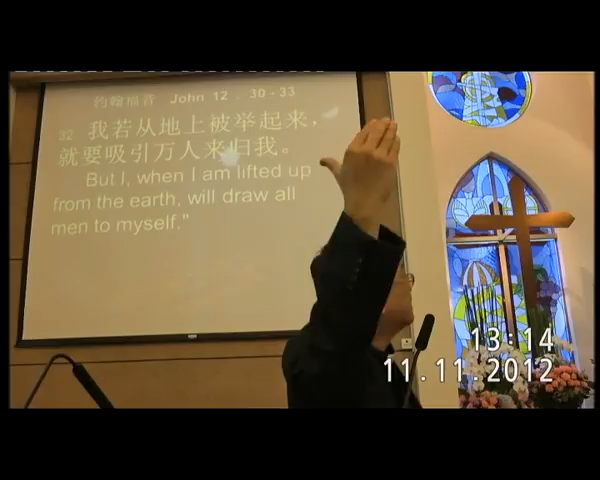 约翰福音 John 12 : 30 - 33
32 我若从地上被举起来，
就要吸引万人来归我。
But I, when I am lifted up
from the earth, will draw all
men to myself."
13:14
11.11.2012